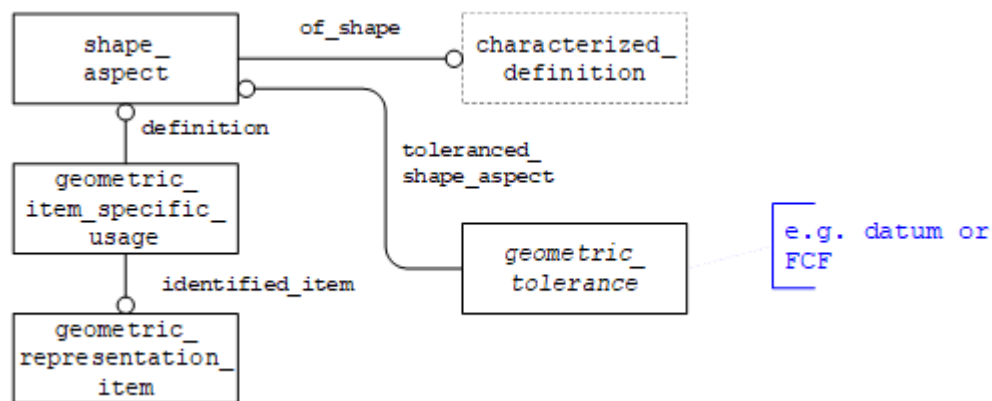 shape_
aspect
of_shape
characterized_
definition
definition
toleranced_
shape_aspect
geometric_
item_specific_
usage
geometric_
tolerance
e.g. datum or
FCF
identified_item
geometric_
representation_
item